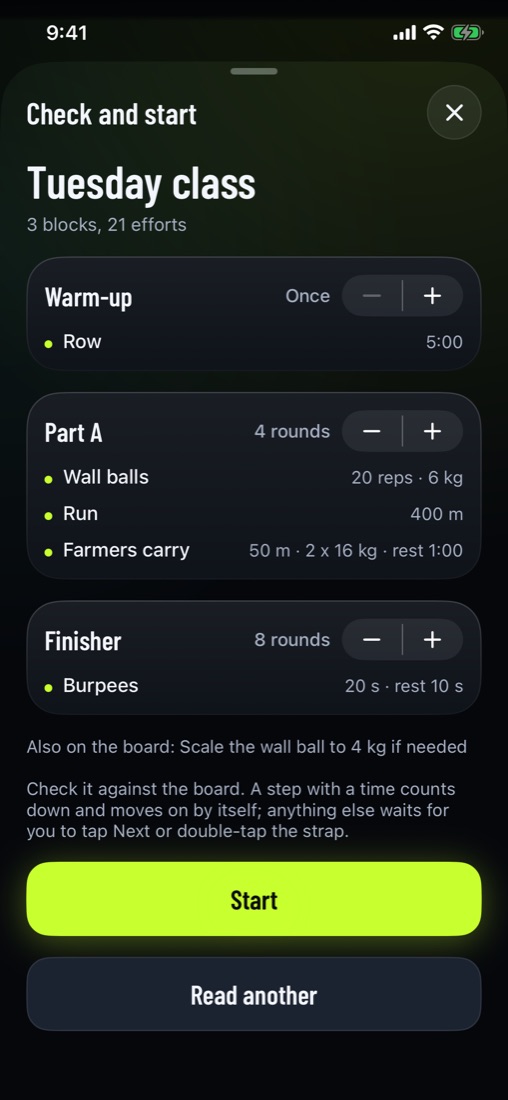 9:41
Check and start
Tuesday class
3 blocks, 21 efforts
Warm-up Once
Row 5:00
Part A 4 rounds
Wall balls 20 reps · 6 kg
Run 400 m
Farmers carry 50 m · 2 x 16 kg · rest 1:00
Finisher 8 rounds
Burpees 20 s · rest 10 s
Also on the board: Scale the wall ball to 4 kg if needed
Check it against the board. A step with a time counts
down and moves on by itself; anything else waits for
you to tap Next or double-tap the strap.
Start
Read another